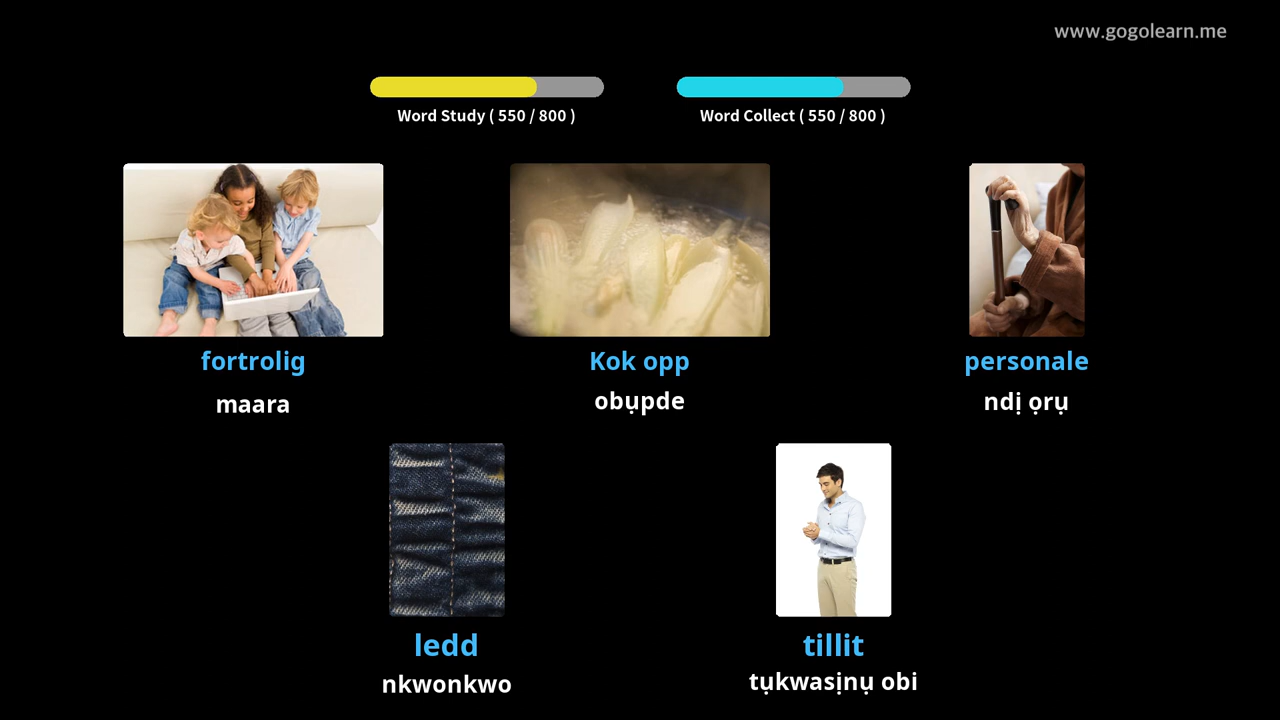 www.gogolearn.me
Word Study ( 550 / 800 )
Word Collect ( 550 / 800 )
fortrolig
Kok opp
personale
maara
obụpde
ndị ọrụ
ledd
tillit
nkwonkwo
tụkwasịnụ obi